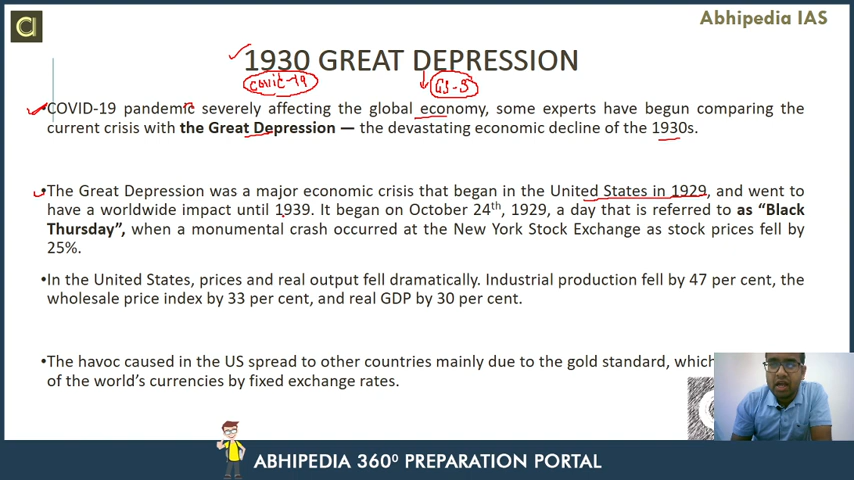 Abhipedia IAS
1930 GREAT DEPRESSION
Covid-19
GS-3
•COVID-19 pandemic severely affecting the global economy, some experts have begun comparing the
current crisis with the Great Depression — the devastating economic decline of the 1930s.
•The Great Depression was a major economic crisis that began in the United States in 1929, and went to
have a worldwide impact until 1939. It began on October 24th, 1929, a day that is referred to as “Black
Thursday”, when a monumental crash occurred at the New York Stock Exchange as stock prices fell by
25%.
•In the United States, prices and real output fell dramatically. Industrial production fell by 47 per cent, the
wholesale price index by 33 per cent, and real GDP by 30 per cent.
•The havoc caused in the US spread to other countries mainly due to the gold standard, which
of the world’s currencies by fixed exchange rates.
ABHIPEDIA 360⁰ PREPARATION PORTAL